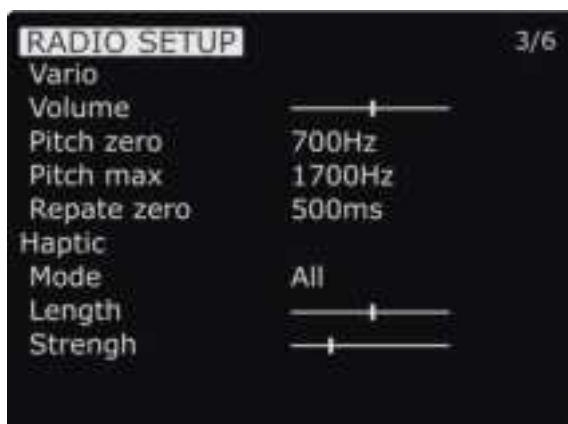 RADIO SETUP 3/6
Vario
Volume
Pitch zero 700Hz
Pitch max 1700Hz
Repate zero 500ms
Haptic
Mode All
Length
Strengh